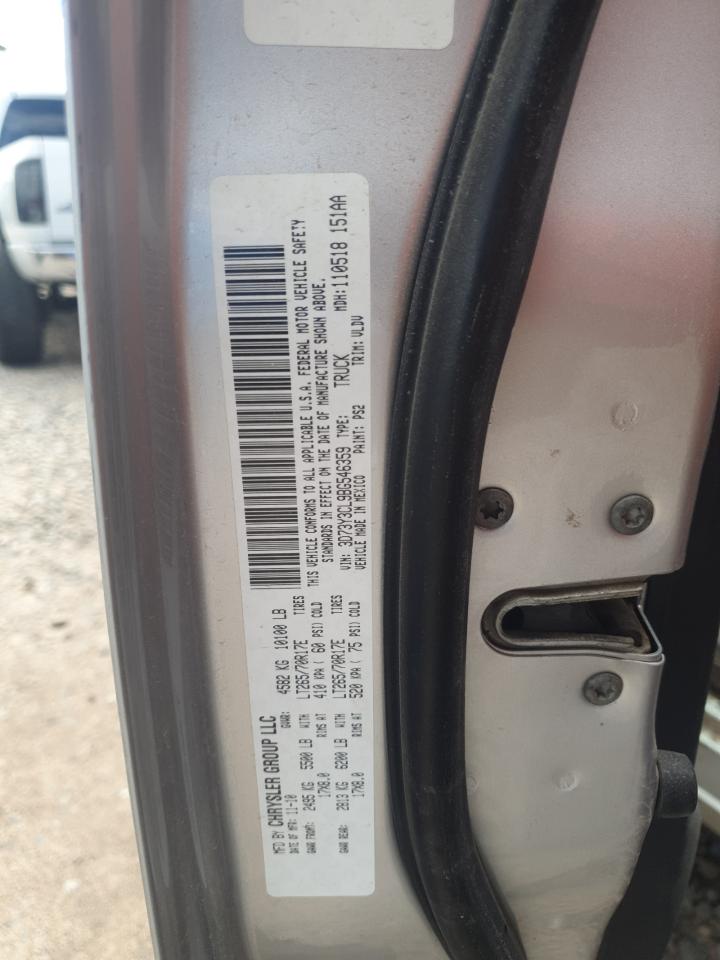 MFD BY CHRYSLER GROUP LLC
DATE OF MFR: 11-10 GVWR: 4582 KG 10100 LB
GAWR FRONT: 2495 KG 5500 LB WITH LT265/70R17E TIRES
17X8.0 RIMS AT 410 KPA ( 60 PSI) COLD
GAWR REAR: 2813 KG 6200 LB WITH LT265/70R17E TIRES
17X8.0 RIMS AT 520 KPA ( 75 PSI) COLD
THIS VEHICLE CONFORMS TO ALL APPLICABLE U.S.A. FEDERAL MOTOR VEHICLE SAFETY
STANDARDS IN EFFECT ON THE DATE OF MANUFACTURE SHOWN ABOVE.
VIN: 3D73Y3CL9BG546359 TYPE: TRUCK MDH: 110518 151AA
VEHICLE MADE IN MEXICO PAINT: PS2 TRIM: VLDV